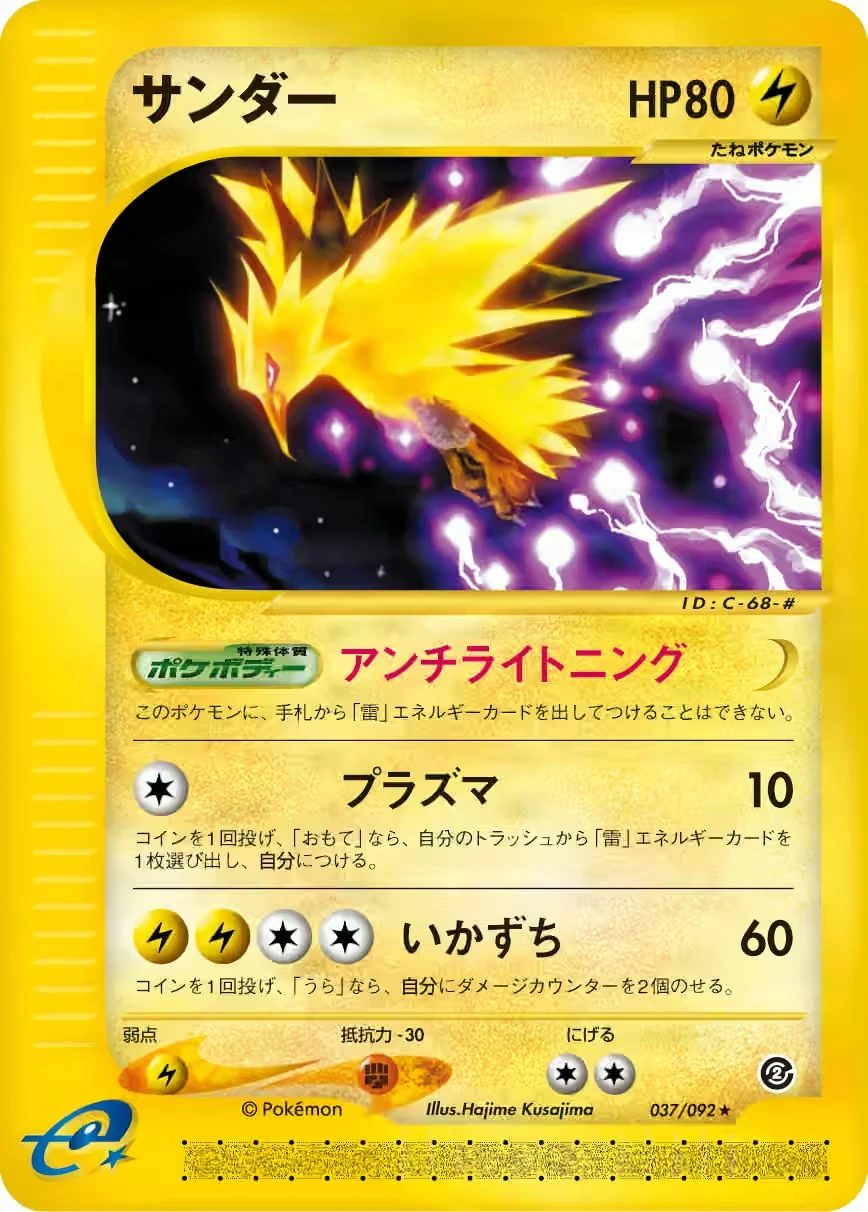 サンダー HP80
たねポケモン
ID:C-68-#
特殊体質
ポケボディー アンチライトニング
このポケモンに、手札から「雷」エネルギーカードを出してつけることはできない。
プラズマ 10
コインを1回投げ、「おもて」なら、自分のトラッシュから「雷」エネルギーカードを
1枚選び出し、自分につける。
いかずち 60
コインを1回投げ、「うら」なら、自分にダメージカウンターを2個のせる。
弱点 抵抗力-30 にげる
2
© Pokémon Illus.Hajime Kusajima 037/092★
e